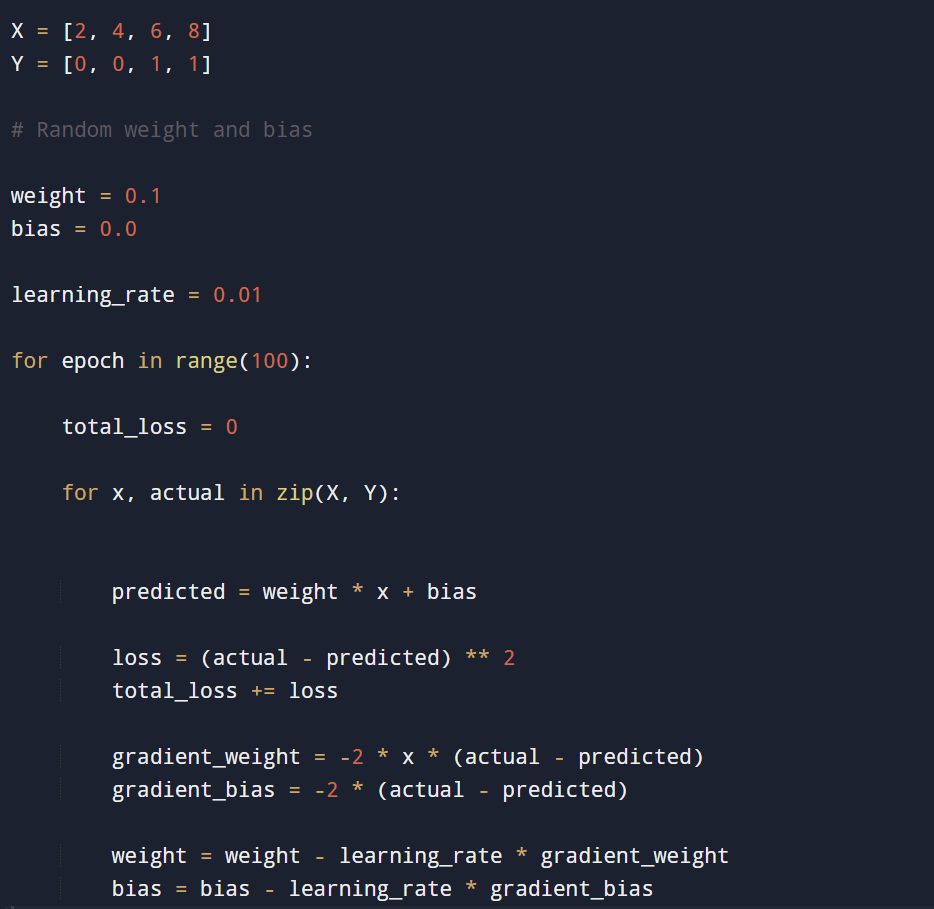 X = [2, 4, 6, 8]
Y = [0, 0, 1, 1]
# Random weight and bias
weight = 0.1
bias = 0.0
learning_rate = 0.01
for epoch in range(100):
    total_loss = 0
    for x, actual in zip(X, Y):
        predicted = weight * x + bias
        loss = (actual - predicted) ** 2
        total_loss += loss
        gradient_weight = -2 * x * (actual - predicted)
        gradient_bias = -2 * (actual - predicted)
        weight = weight - learning_rate * gradient_weight
        bias = bias - learning_rate * gradient_bias